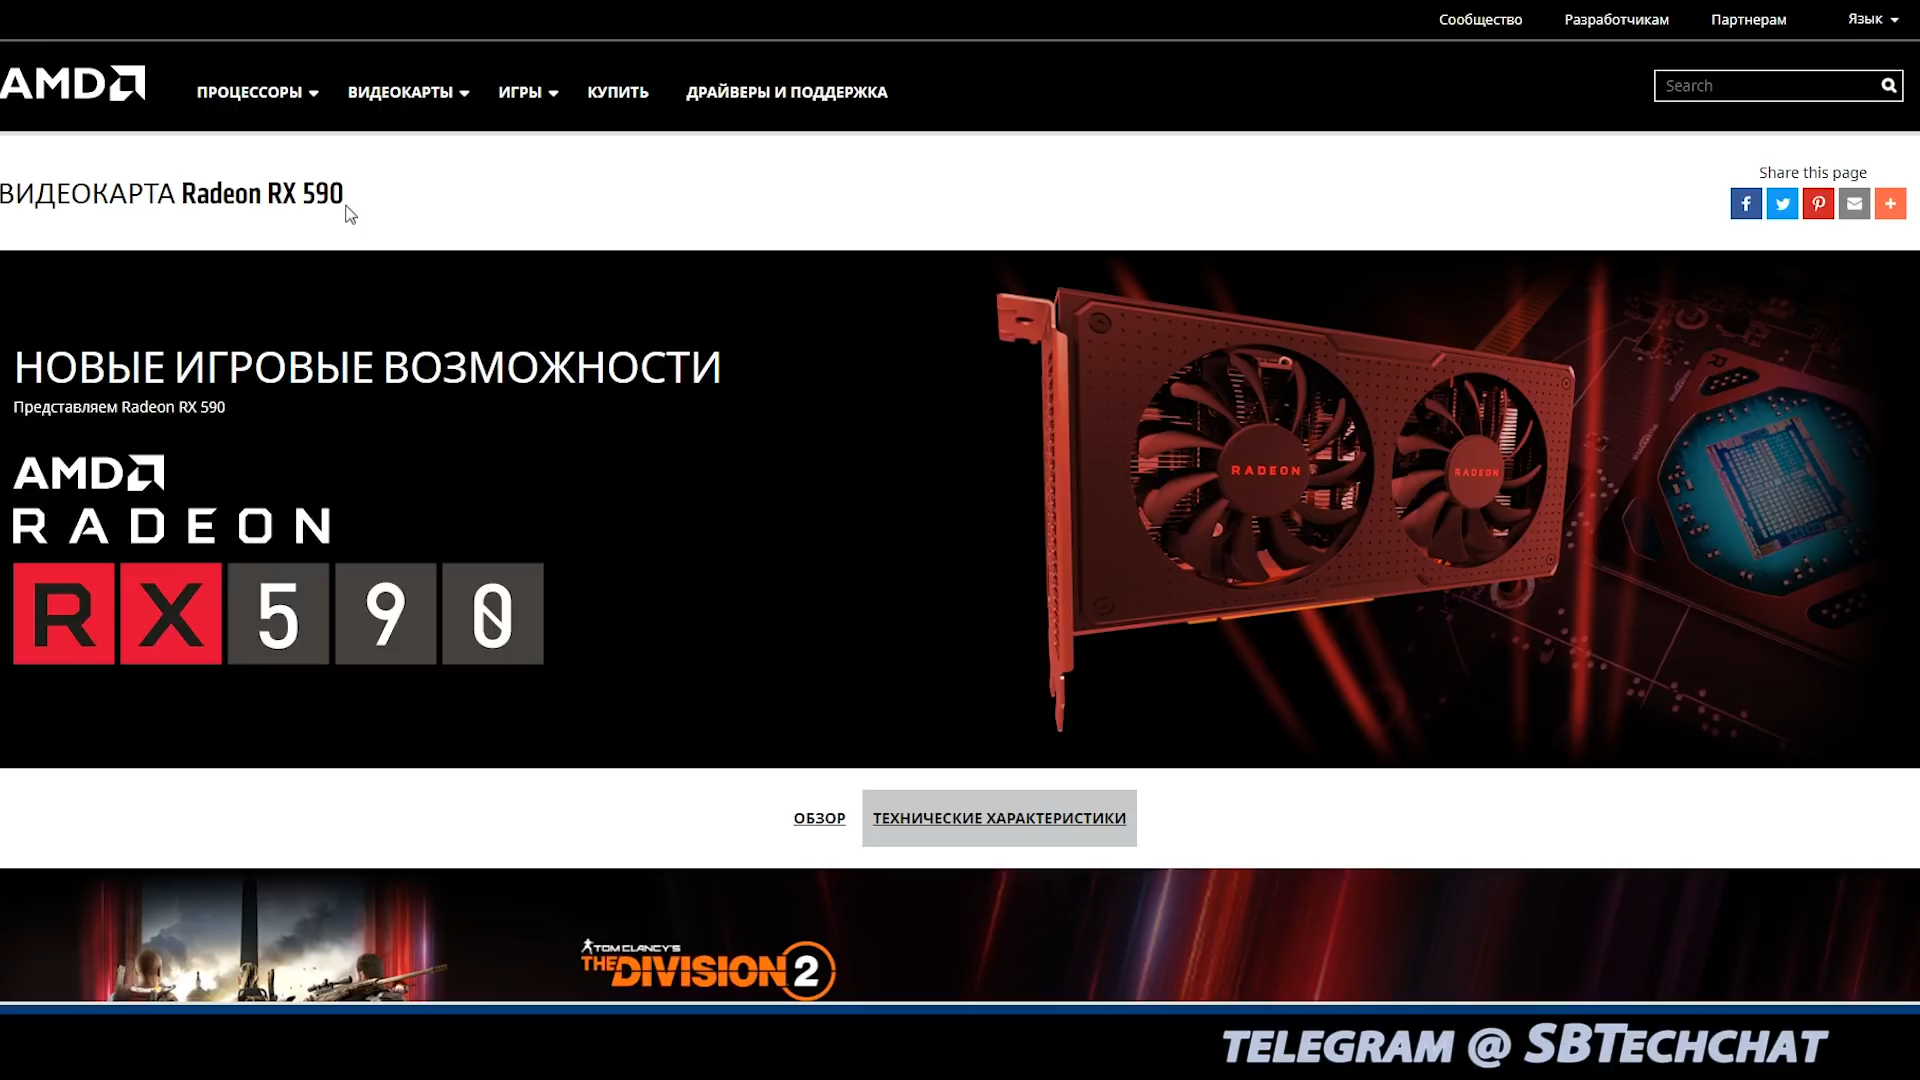 Сообщество Разработчикам Партнерам Язык
AMD ПРОЦЕССОРЫ ВИДЕОКАРТЫ ИГРЫ КУПИТЬ ДРАЙВЕРЫ И ПОДДЕРЖКА Search
ВИДЕОКАРТА Radeon RX 590
Share this page
НОВЫЕ ИГРОВЫЕ ВОЗМОЖНОСТИ
Представляем Radeon RX 590
AMD
RADEON
RX590
RADEON RADEON
ОБЗОР ТЕХНИЧЕСКИЕ ХАРАКТЕРИСТИКИ
TOM CLANCY'S
THE DIVISION 2
TELEGRAM @ SBTECHCHAT